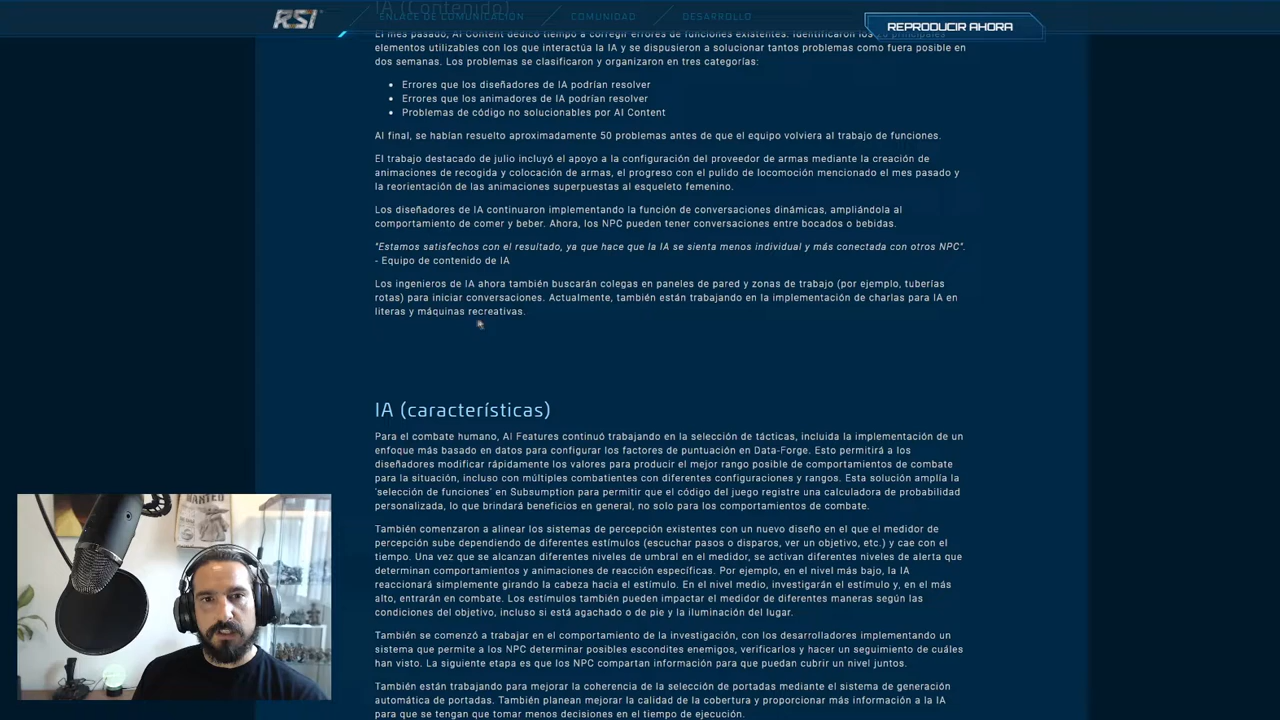 IA (Contenido)
RSI
ENLACE DE COMUNICACIÓN
COMUNIDAD
DESARROLLO
REPRODUCIR AHORA
El mes pasado, AI Content dedicó tiempo a corregir errores de funciones existentes. Identificaron los principales
elementos utilizables con los que interactúa la IA y se dispusieron a solucionar tantos problemas como fuera posible en
dos semanas. Los problemas se clasificaron y organizaron en tres categorías:
• Errores que los diseñadores de IA podrían resolver
• Errores que los animadores de IA podrían resolver
• Problemas de código no solucionables por AI Content
Al final, se habían resuelto aproximadamente 50 problemas antes de que el equipo volviera al trabajo de funciones.
El trabajo destacado de julio incluyó el apoyo a la configuración del proveedor de armas mediante la creación de
animaciones de recogida y colocación de armas, el progreso con el pulido de locomoción mencionado el mes pasado y
la reorientación de las animaciones superpuestas al esqueleto femenino.
Los diseñadores de IA continuaron implementando la función de conversaciones dinámicas, ampliándola al
comportamiento de comer y beber. Ahora, los NPC pueden tener conversaciones entre bocados o bebidas.
"Estamos satisfechos con el resultado, ya que hace que la IA se sienta menos individual y más conectada con otros NPC".
- Equipo de contenido de IA
Los ingenieros de IA ahora también buscarán colegas en paneles de pared y zonas de trabajo (por ejemplo, tuberías
rotas) para iniciar conversaciones. Actualmente, también están trabajando en la implementación de charlas para IA en
literas y máquinas recreativas.
IA (características)
Para el combate humano, AI Features continuó trabajando en la selección de tácticas, incluida la implementación de un
enfoque más basado en datos para configurar los factores de puntuación en Data-Forge. Esto permitirá a los
diseñadores modificar rápidamente los valores para producir el mejor rango posible de comportamientos de combate
para la situación, incluso con múltiples combatientes con diferentes configuraciones y rangos. Esta solución amplía la
'selección de funciones' en Subsumption para permitir que el código del juego registre una calculadora de probabilidad
personalizada, lo que brindará beneficios en general, no solo para los comportamientos de combate.
También comenzaron a alinear los sistemas de percepción existentes con un nuevo diseño en el que el medidor de
percepción sube dependiendo de diferentes estímulos (escuchar pasos o disparos, ver un objetivo, etc.) y cae con el
tiempo. Una vez que se alcanzan diferentes niveles de umbral en el medidor, se activan diferentes niveles de alerta que
determinan comportamientos y animaciones de reacción específicas. Por ejemplo, en el nivel más bajo, la IA
reaccionará simplemente girando la cabeza hacia el estímulo. En el nivel medio, investigarán el estímulo y, en el más
alto, entrarán en combate. Los estímulos también pueden impactar el medidor de diferentes maneras según las
condiciones del objetivo, incluso si está agachado o de pie y la iluminación del lugar.
También se comenzó a trabajar en el comportamiento de la investigación, con los desarrolladores implementando un
sistema que permite a los NPC determinar posibles escondites enemigos, verificarlos y hacer un seguimiento de cuáles
han visto. La siguiente etapa es que los NPC compartan información para que puedan cubrir un nivel juntos.
También están trabajando para mejorar la coherencia de la selección de portadas mediante el sistema de generación
automática de portadas. También planean mejorar la calidad de la cobertura y proporcionar más información a la IA
para que se tengan que tomar menos decisiones en el tiempo de ejecución.
WANTED